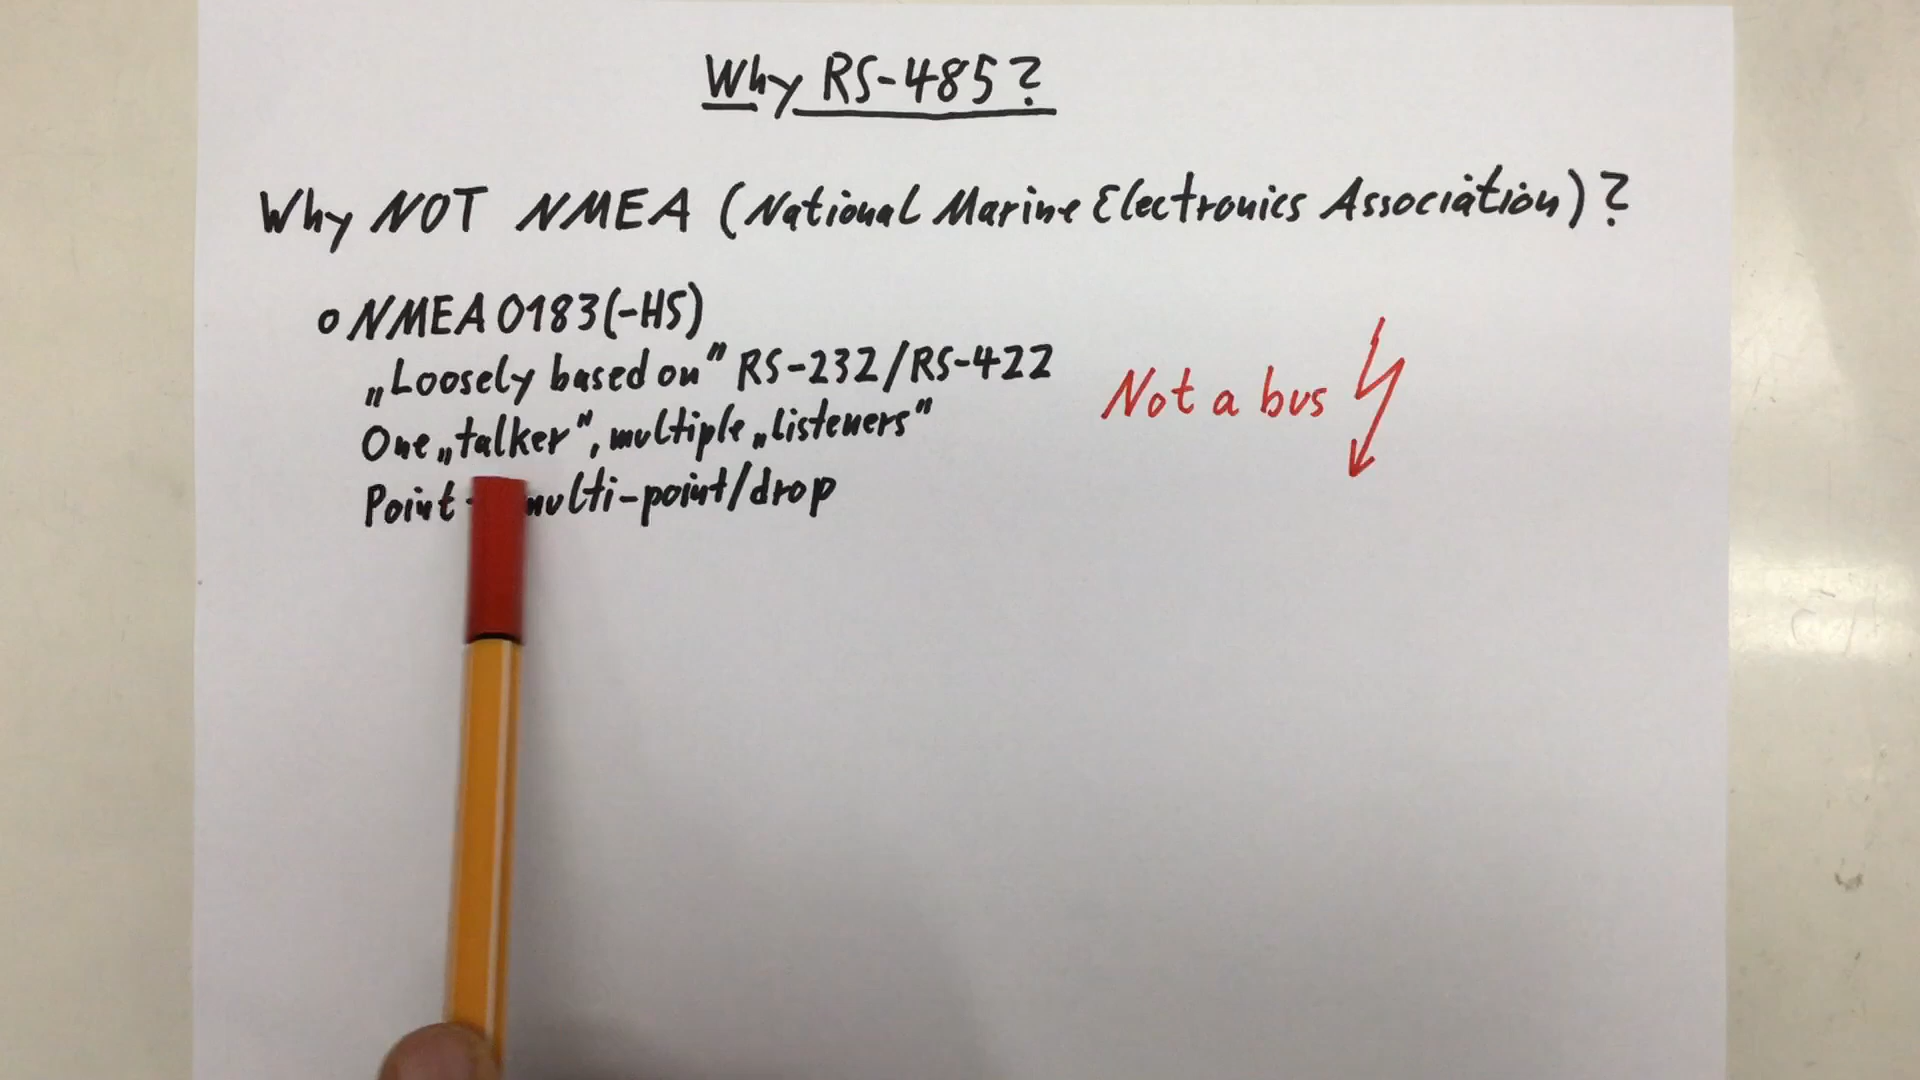 Why RS-485?
Why NOT NMEA (National Marine Electronics Association)?
o NMEA 0183(-HS)
„Loosely based on” RS-232/RS-422
One „talker”, multiple „listeners”
Point- multi-point/drop
Not a bus